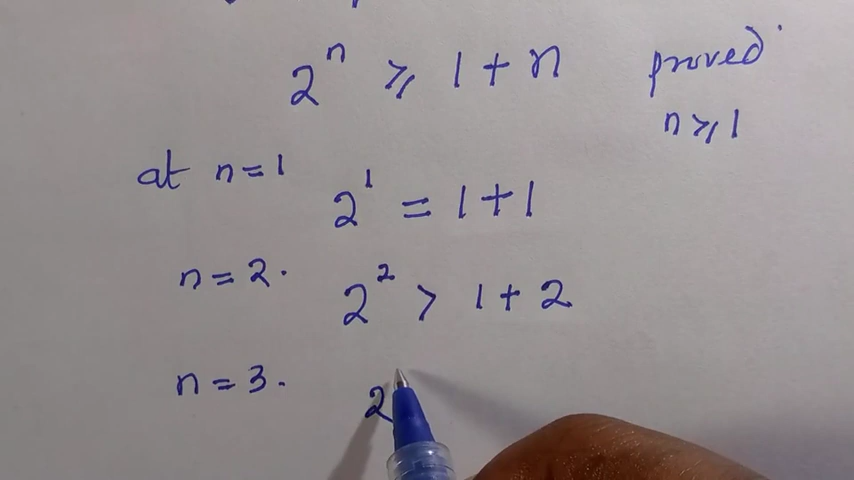 2^n ⩾ 1 + n proved
n ⩾ 1
at n = 1 2^1 = 1 + 1
n = 2. 2^2 > 1 + 2
n = 3. 2